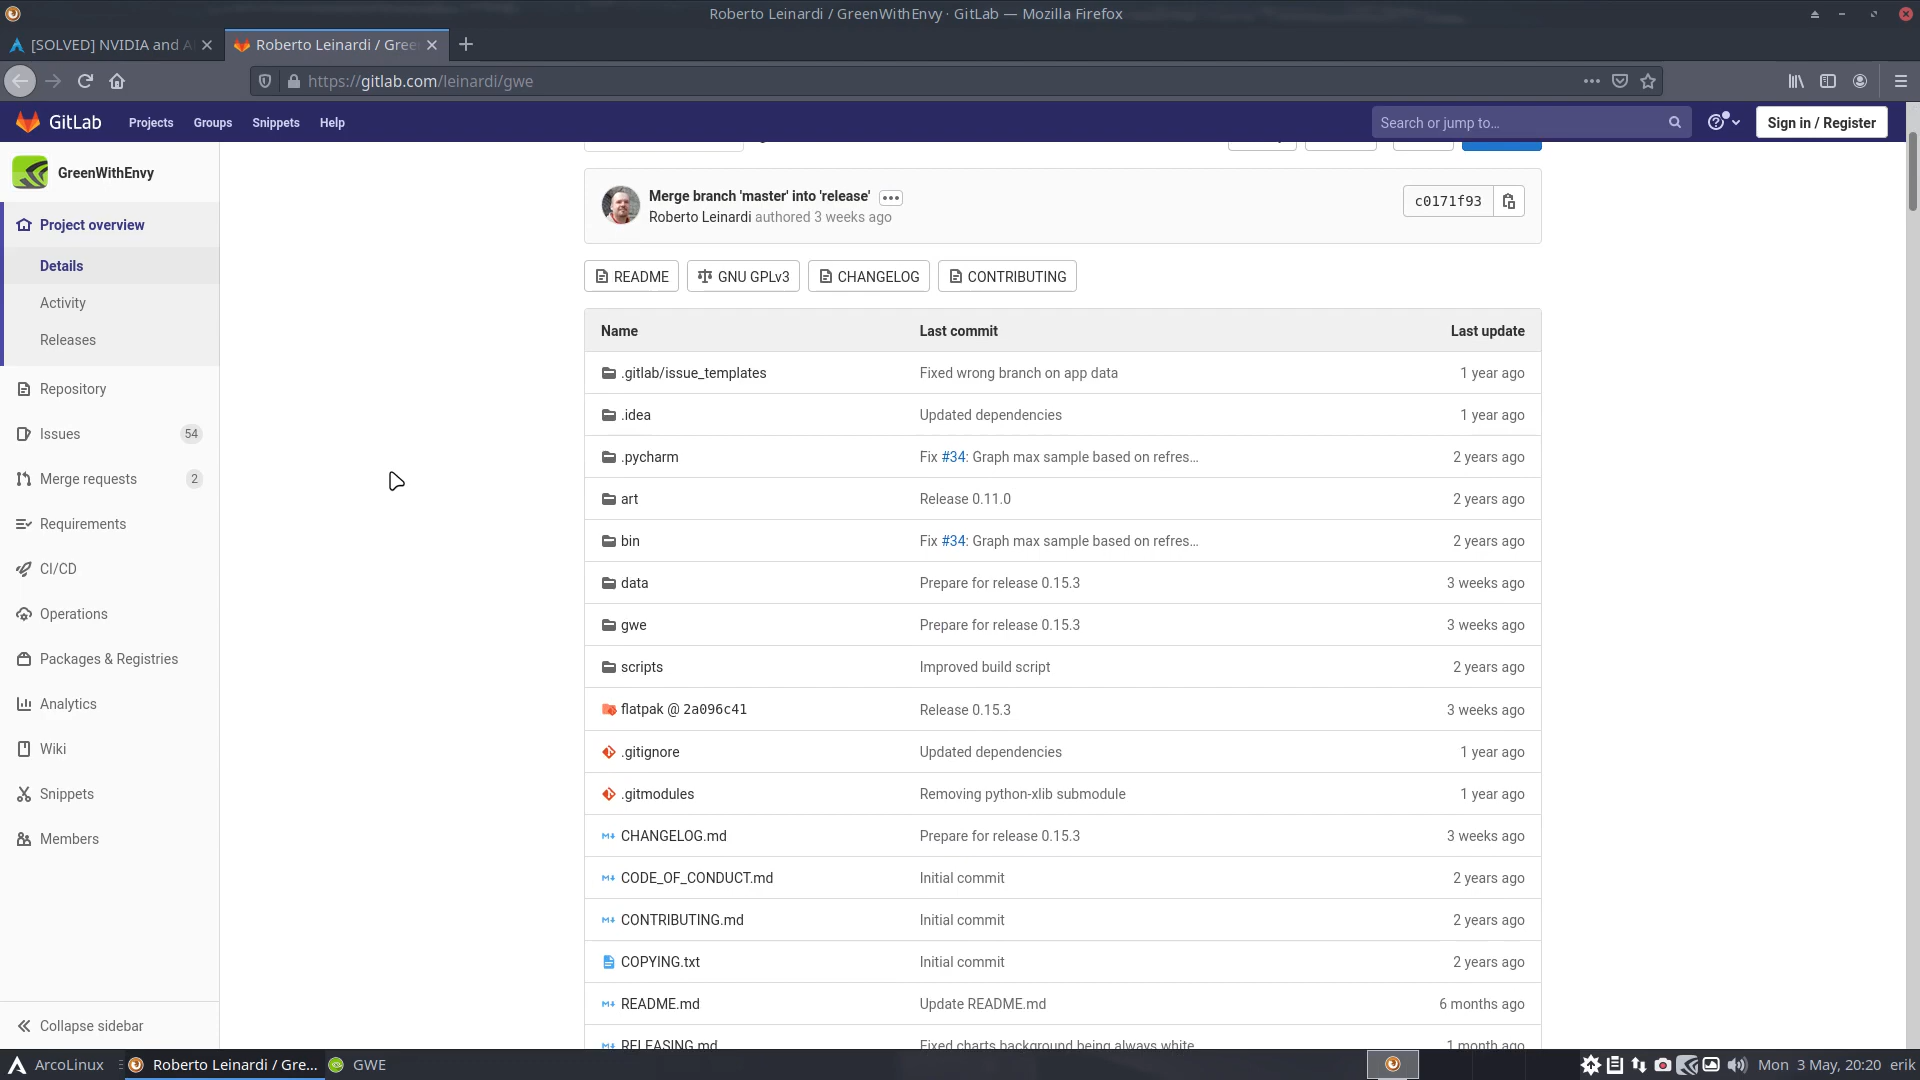 Roberto Leinardi / GreenWithEnvy · GitLab — Mozilla Firefox
[SOLVED] NVIDIA and A
Roberto Leinardi / Gree
https://gitlab.com/leinardi/gwe
GitLab
Projects
Groups
Snippets
Help
Search or jump to…
Sign in / Register
GreenWithEnvy
Project overview
Details
Activity
Releases
Repository
Issues
54
Merge requests
2
Requirements
CI/CD
Operations
Packages & Registries
Analytics
Wiki
Snippets
Members
Collapse sidebar
Merge branch 'master' into 'release'
Roberto Leinardi authored 3 weeks ago
c0171f93
README
GNU GPLv3
CHANGELOG
CONTRIBUTING
Name Last commit Last update
.gitlab/issue_templates Fixed wrong branch on app data 1 year ago
.idea Updated dependencies 1 year ago
.pycharm Fix #34: Graph max sample based on refres… 2 years ago
art Release 0.11.0 2 years ago
bin Fix #34: Graph max sample based on refres… 2 years ago
data Prepare for release 0.15.3 3 weeks ago
gwe Prepare for release 0.15.3 3 weeks ago
scripts Improved build script 2 years ago
flatpak @ 2a096c41 Release 0.15.3 3 weeks ago
.gitignore Updated dependencies 1 year ago
.gitmodules Removing python-xlib submodule 1 year ago
CHANGELOG.md Prepare for release 0.15.3 3 weeks ago
CODE_OF_CONDUCT.md Initial commit 2 years ago
CONTRIBUTING.md Initial commit 2 years ago
COPYING.txt Initial commit 2 years ago
README.md Update README.md 6 months ago
RELEASING.md Fixed charts background being always white 1 month ago
ArcoLinux
Roberto Leinardi / Gre...
GWE
Mon 3 May, 20:20 erik